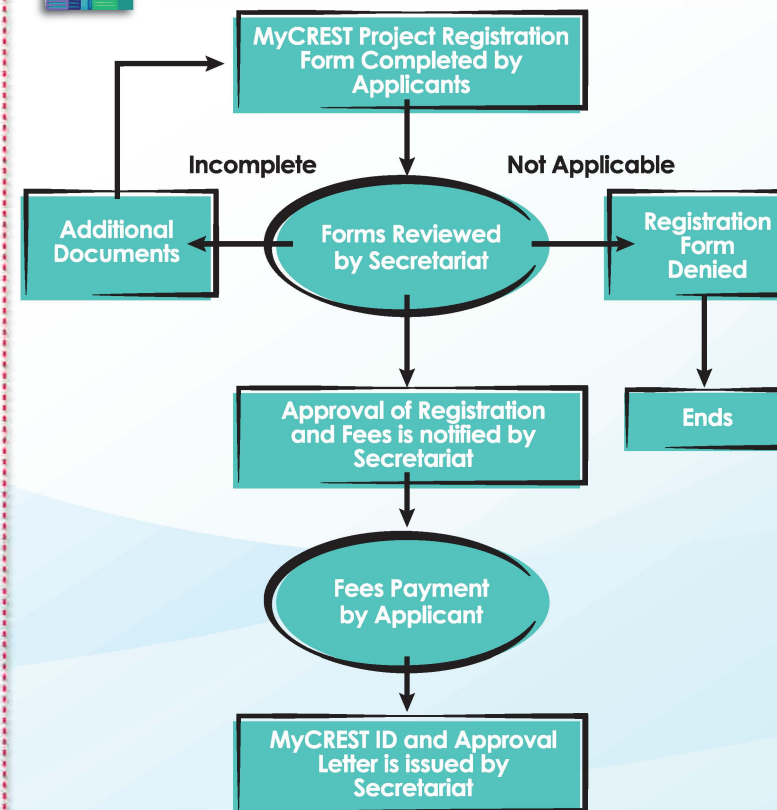 MyCREST Project Registration
Form Completed by
Applicants
Incomplete
Not Applicable
Additional
Documents
Forms Reviewed
by Secretariat
Registration
Form
Denied
Approval of Registration
and Fees is notified by
Secretariat
Ends
Fees Payment
by Applicant
MyCREST ID and Approval
Letter is issued by
Secretariat